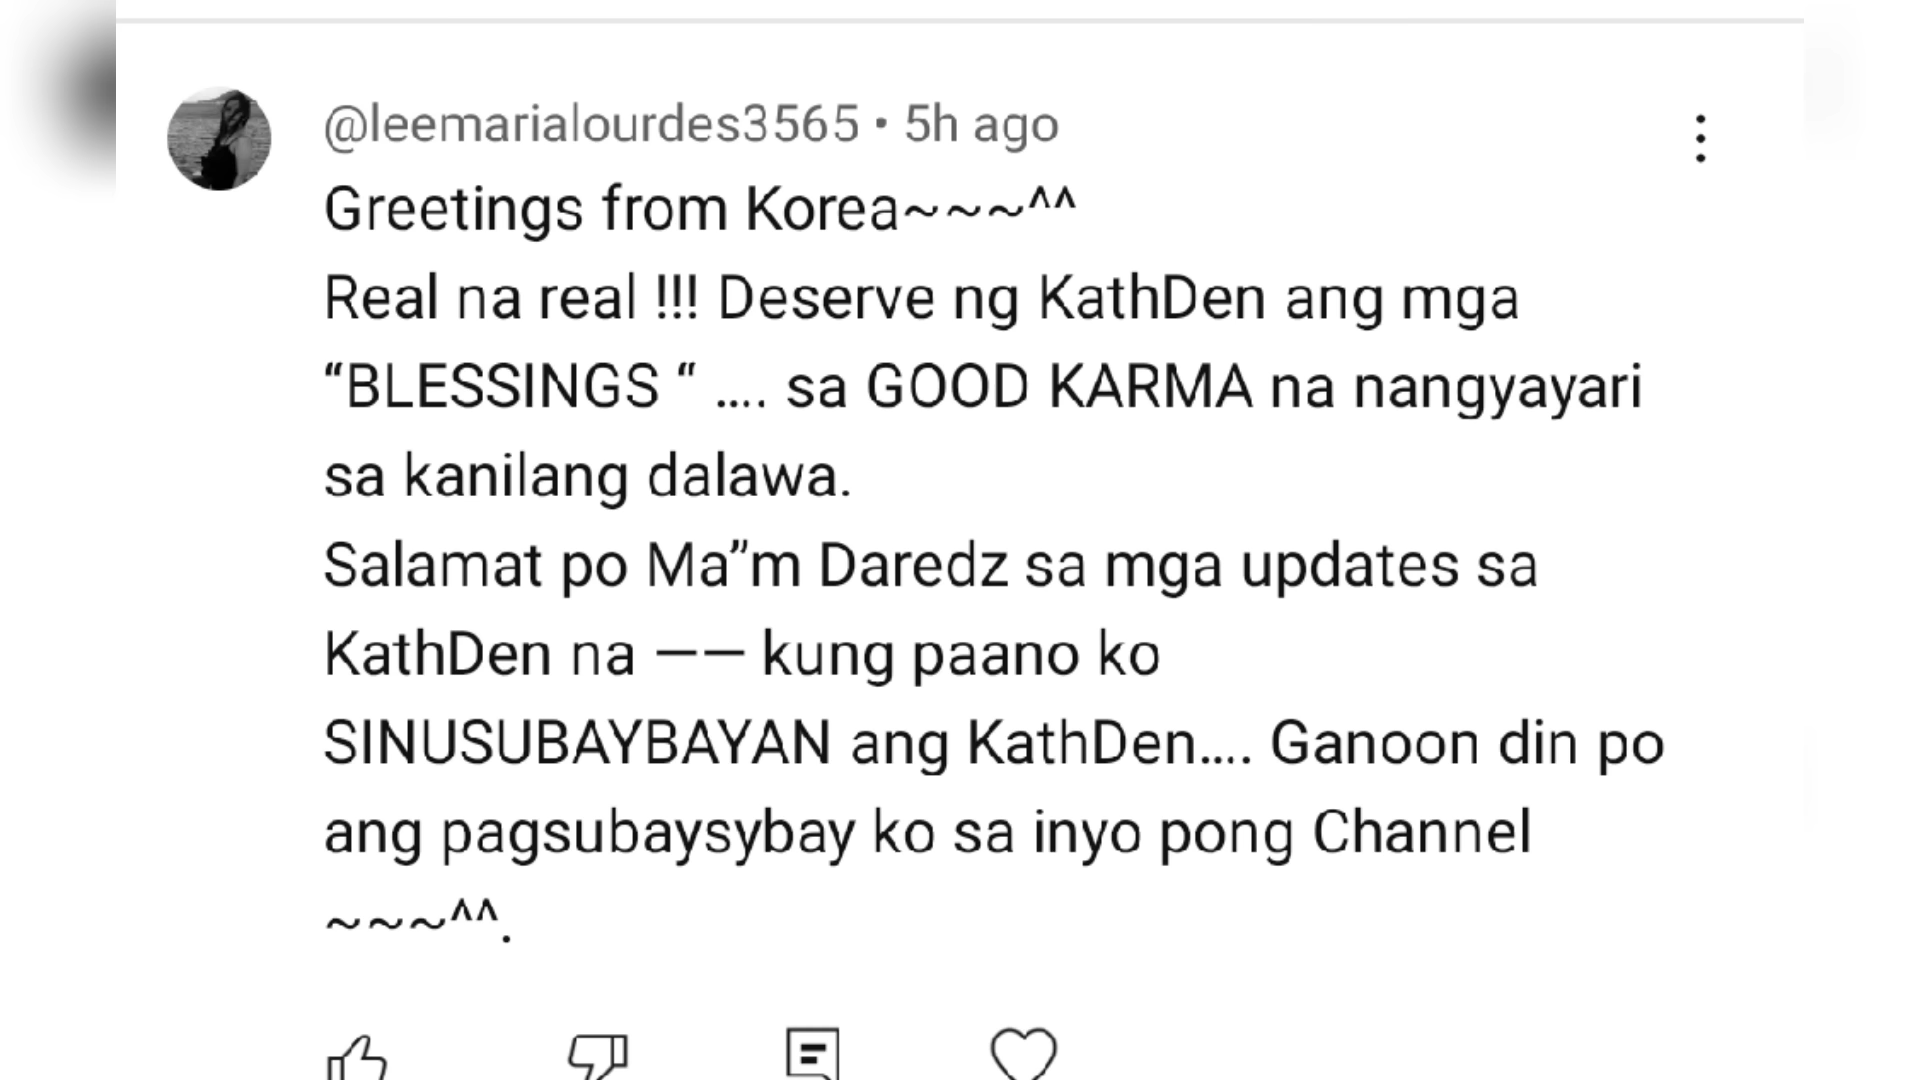 @leemarialourdes3565 • 5h ago
Greetings from Korea~~~^^
Real na real !!! Deserve ng KathDen ang mga
“BLESSINGS “ .... sa GOOD KARMA na nangyayari
sa kanilang dalawa.
Salamat po Ma”m Daredz sa mga updates sa
KathDen na —— kung paano ko
SINUSUBAYBAYAN ang KathDen.... Ganoon din po
ang pagsubaysybay ko sa inyo pong Channel
~~~^^.